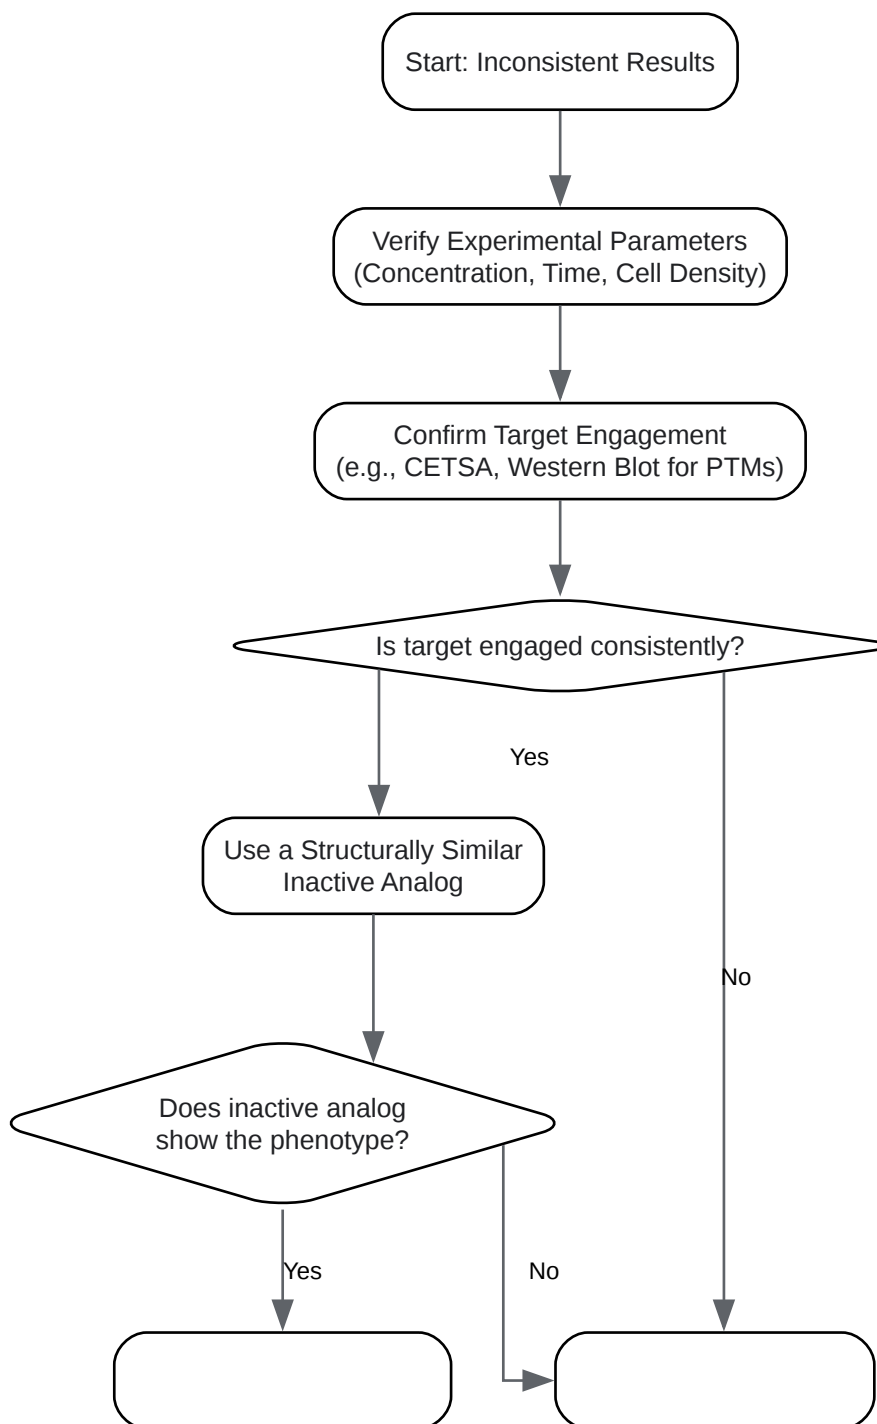 Start: Inconsistent Results
Verify Experimental Parameters
(Concentration, Time, Cell Density)
Confirm Target Engagement
(e.g., CETSA, Western Blot for PTMs)
Is target engaged consistently?
Yes
Use a Structurally Similar
Inactive Analog
No
Does inactive analog
show the phenotype?
Yes
No